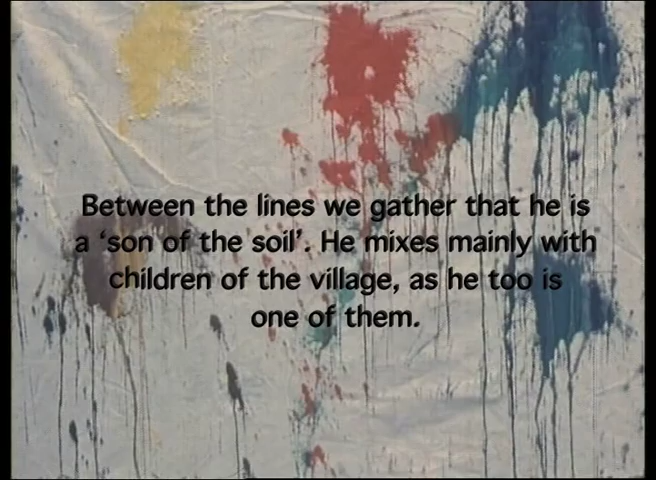 Between the lines we gather that he is
a ‘son of the soil’. He mixes mainly with
children of the village, as he too is
one of them.